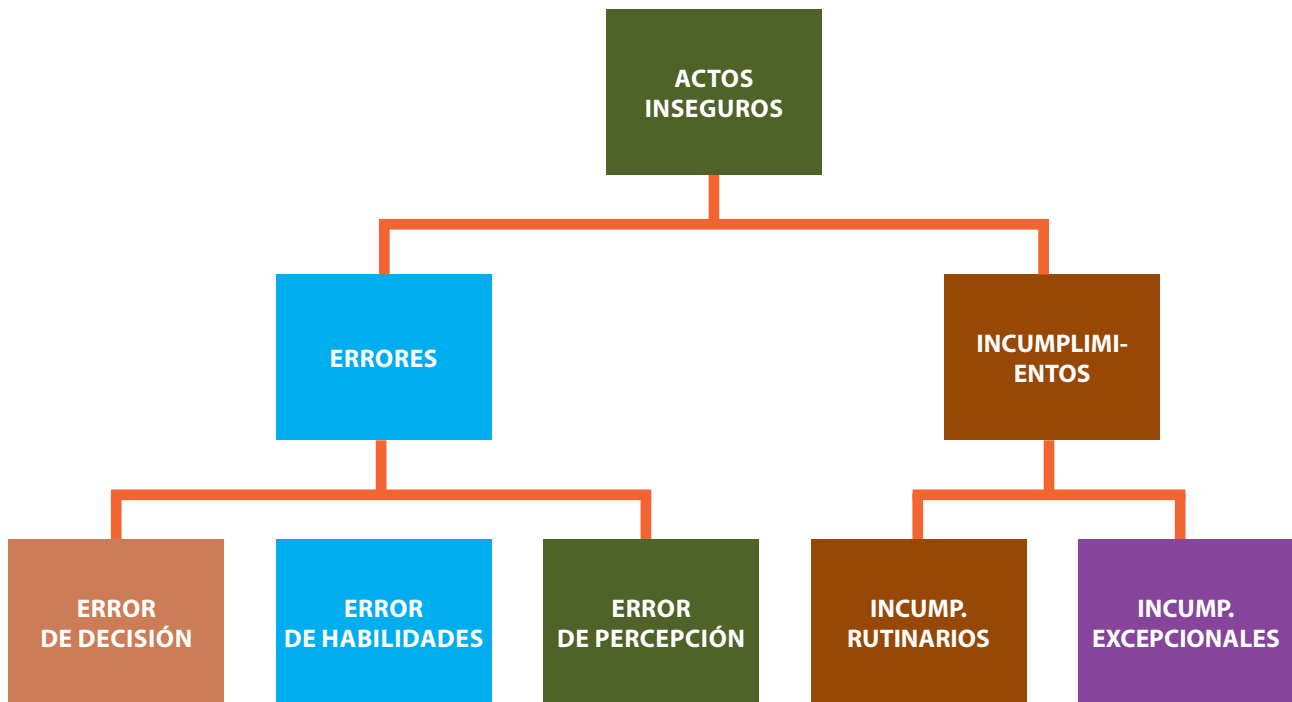 ACTOS
INSEGUROS
ERRORES
INCUMPLIMI-
ENTOS
ERROR
DE DECISIÓN
ERROR
DE HABILIDADES
ERROR
DE PERCEPCIÓN
INCUMP.
RUTINARIOS
INCUMP.
EXCEPCIONALES